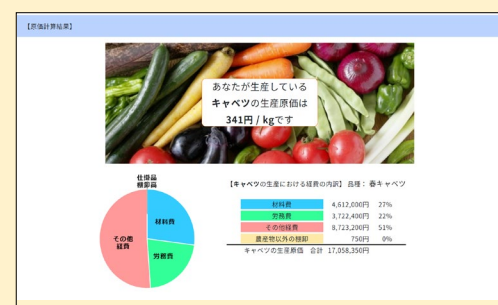 【原価計算結果】
あなたが生産している
キャベツの生産原価は
341円 / kgです
仕掛品
棚卸高
材料費
労務費
その他
経費
【キャベツの生産における経費の内訳】 品種： 春キャベツ
材料費 4,612,000円 27%
労務費 3,722,400円 22%
その他経費 8,723,200円 51%
農産物以外の棚卸 750円 0%
キャベツの生産原価 合計 17,058,350円